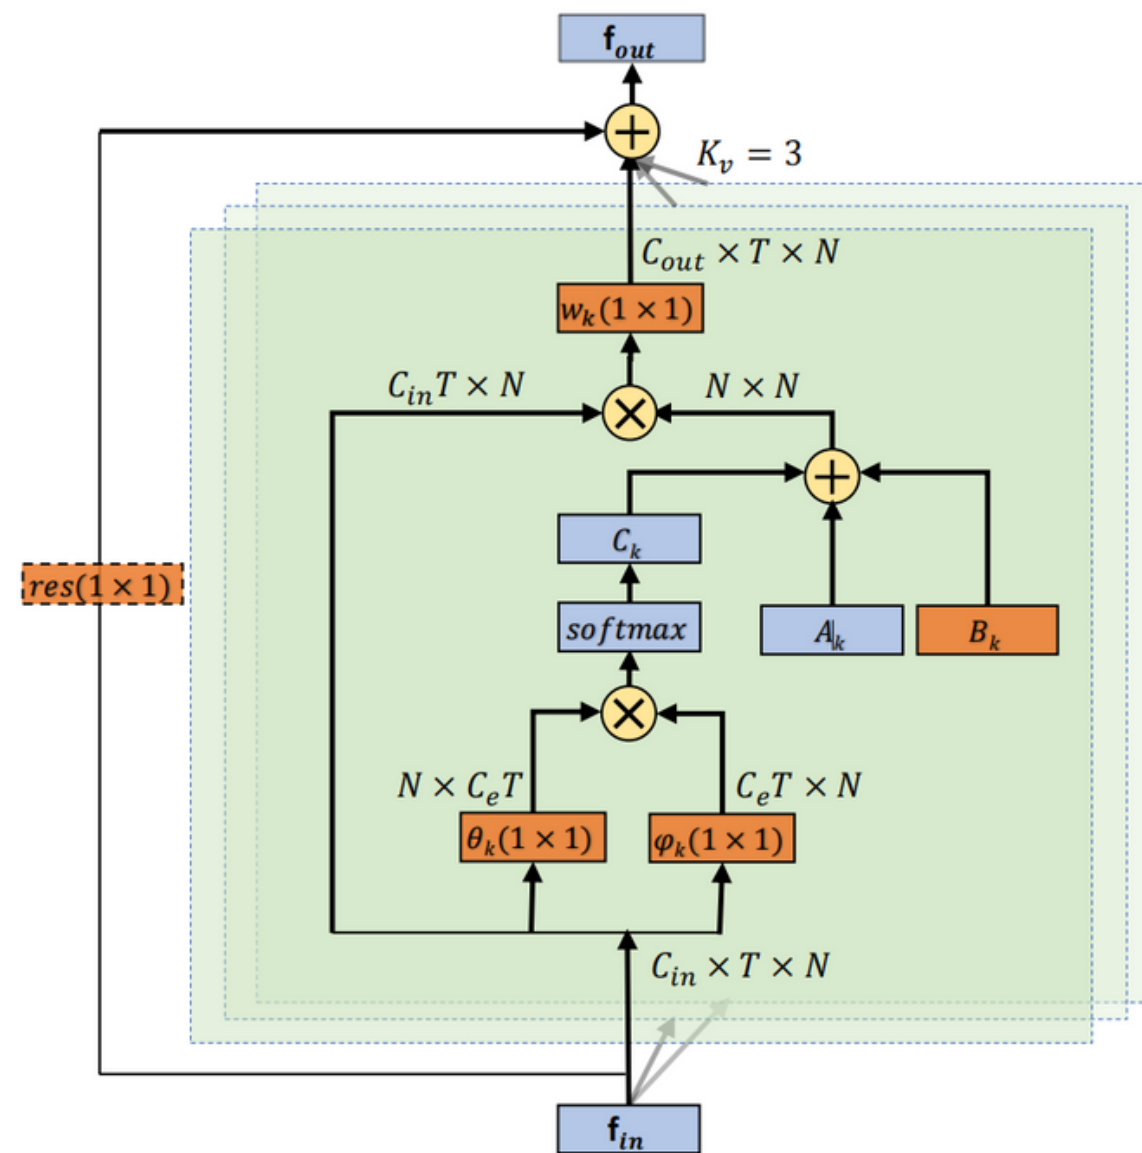 f_out
K_v = 3
C_out × T × N
w_k(1 × 1)
C_inT × N
N × N
C_k
res(1 × 1)
softmax
A_k
B_k
N × C_eT
C_eT × N
θ_k(1 × 1)
φ_k(1 × 1)
C_in × T × N
f_in